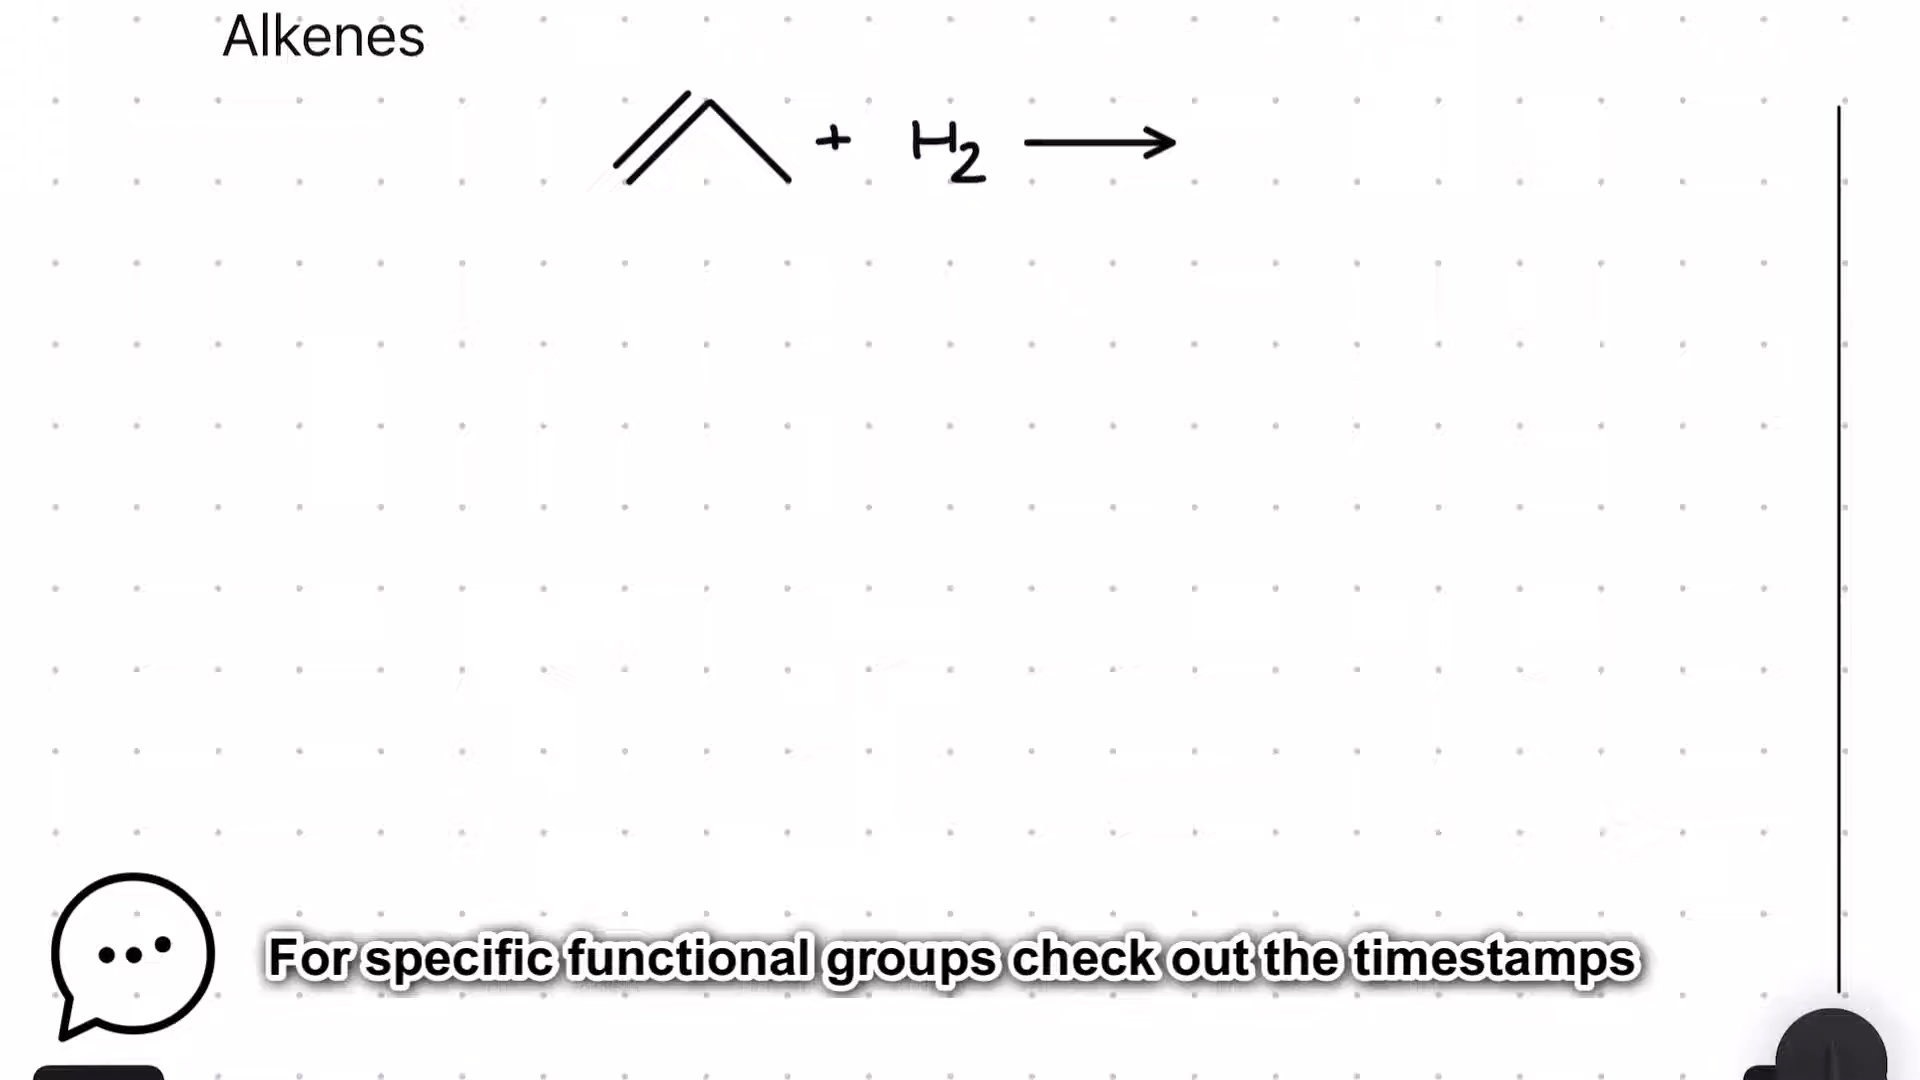 Alkenes
+ H₂ ⟶
For specific functional groups check out the timestamps